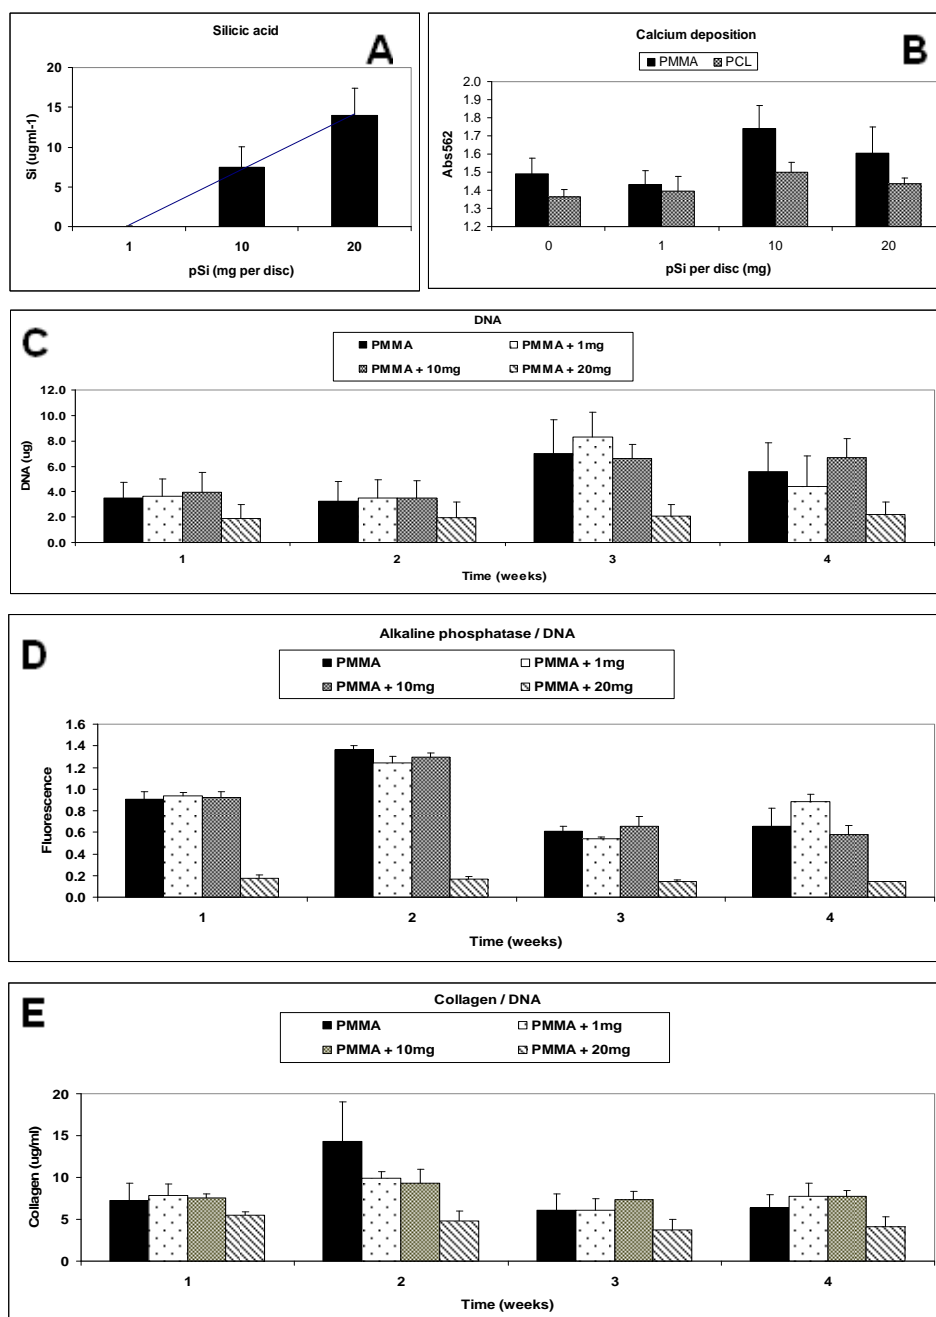 Silicic acid
A
20
15
10
5
0
Si (ugml-1)
1 10 20
pSi (mg per disc)
Calcium deposition
B
PMMA PCL
2.0
1.9
1.8
1.7
1.6
1.5
1.4
1.3
1.2
Abs562
0 1 10 20
pSi per disc (mg)
C
DNA
PMMA PMMA + 1mg
PMMA + 10mg PMMA + 20mg
12.0
10.0
8.0
6.0
4.0
2.0
0.0
DNA (ug)
1 2 3 4
Time (weeks)
D
Alkaline phosphatase / DNA
PMMA PMMA + 1mg
PMMA + 10mg PMMA + 20mg
1.6
1.4
1.2
1.0
0.8
0.6
0.4
0.2
0.0
Fluorescence
1 2 3 4
Time (weeks)
E
Collagen / DNA
PMMA PMMA + 1mg
PMMA + 10mg PMMA + 20mg
20
15
10
5
0
Collagen (ug/ml)
1 2 3 4
Time (weeks)